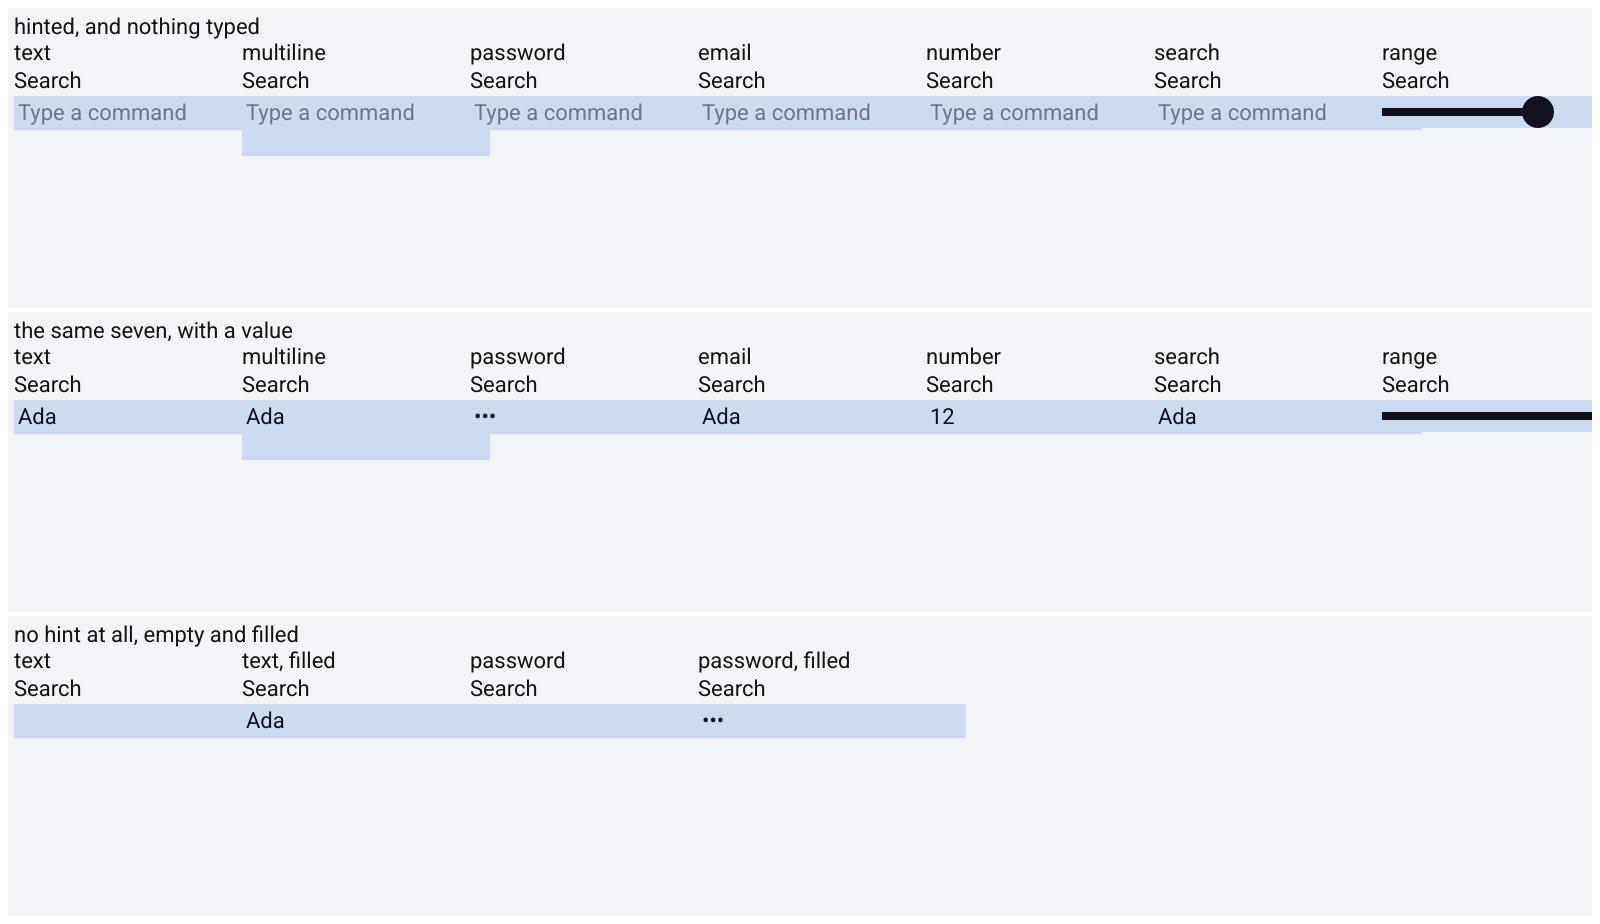 hinted, and nothing typed
text multiline password email number search range
Search Search Search Search Search Search Search
Type a command Type a command Type a command Type a command Type a command Type a command
the same seven, with a value
text multiline password email number search range
Search Search Search Search Search Search Search
Ada Ada ••• Ada 12 Ada
no hint at all, empty and filled
text text, filled password password, filled
Search Search Search Search
Ada •••